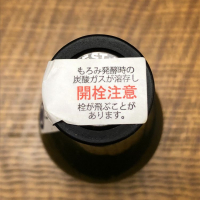 もろみ発酵時の
炭酸ガスが溶存し
開栓注意
栓が飛ぶことが
あります。